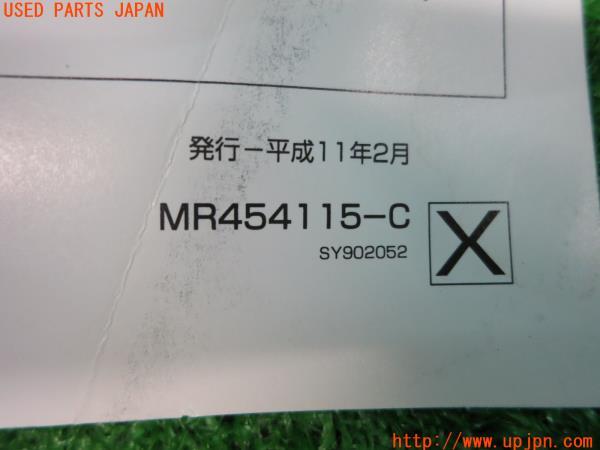 USED PARTS JAPAN
発行－平成11年2月
MR454115-C
SY902052
X
http://www.upjpn.com/